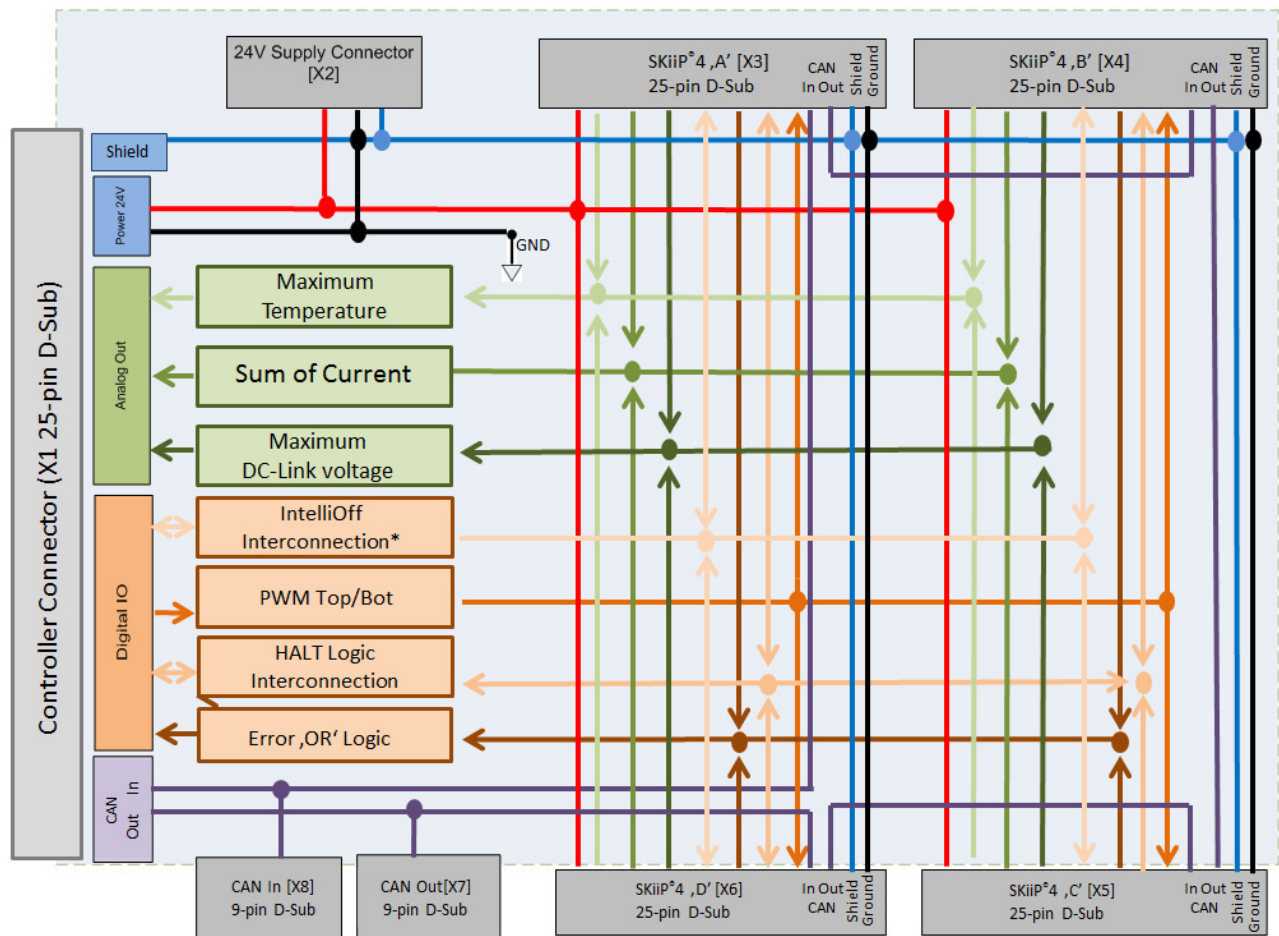 24V Supply Connector
[X2]
SKiiP®4 ‚A’ [X3]
25-pin D-Sub
CAN
In Out
Shield
Ground
SKiiP®4 ‚B’ [X4]
25-pin D-Sub
CAN
In Out
Shield
Ground
Controller Connector (X1 25-pin D-Sub)
Shield
Power 24V
GND
Analog Out
Maximum
Temperature
Sum of Current
Maximum
DC-Link voltage
Digital IO
IntelliOff
Interconnection*
PWM Top/Bot
HALT Logic
Interconnection
Error ‚OR‘ Logic
CAN
In
Out
CAN In [X8]
9-pin D-Sub
CAN Out[X7]
9-pin D-Sub
SKiiP®4 ‚D’ [X6]
25-pin D-Sub
In Out
CAN
Shield
Ground
SKiiP®4 ‚C’ [X5]
25-pin D-Sub
In Out
CAN
Shield
Ground